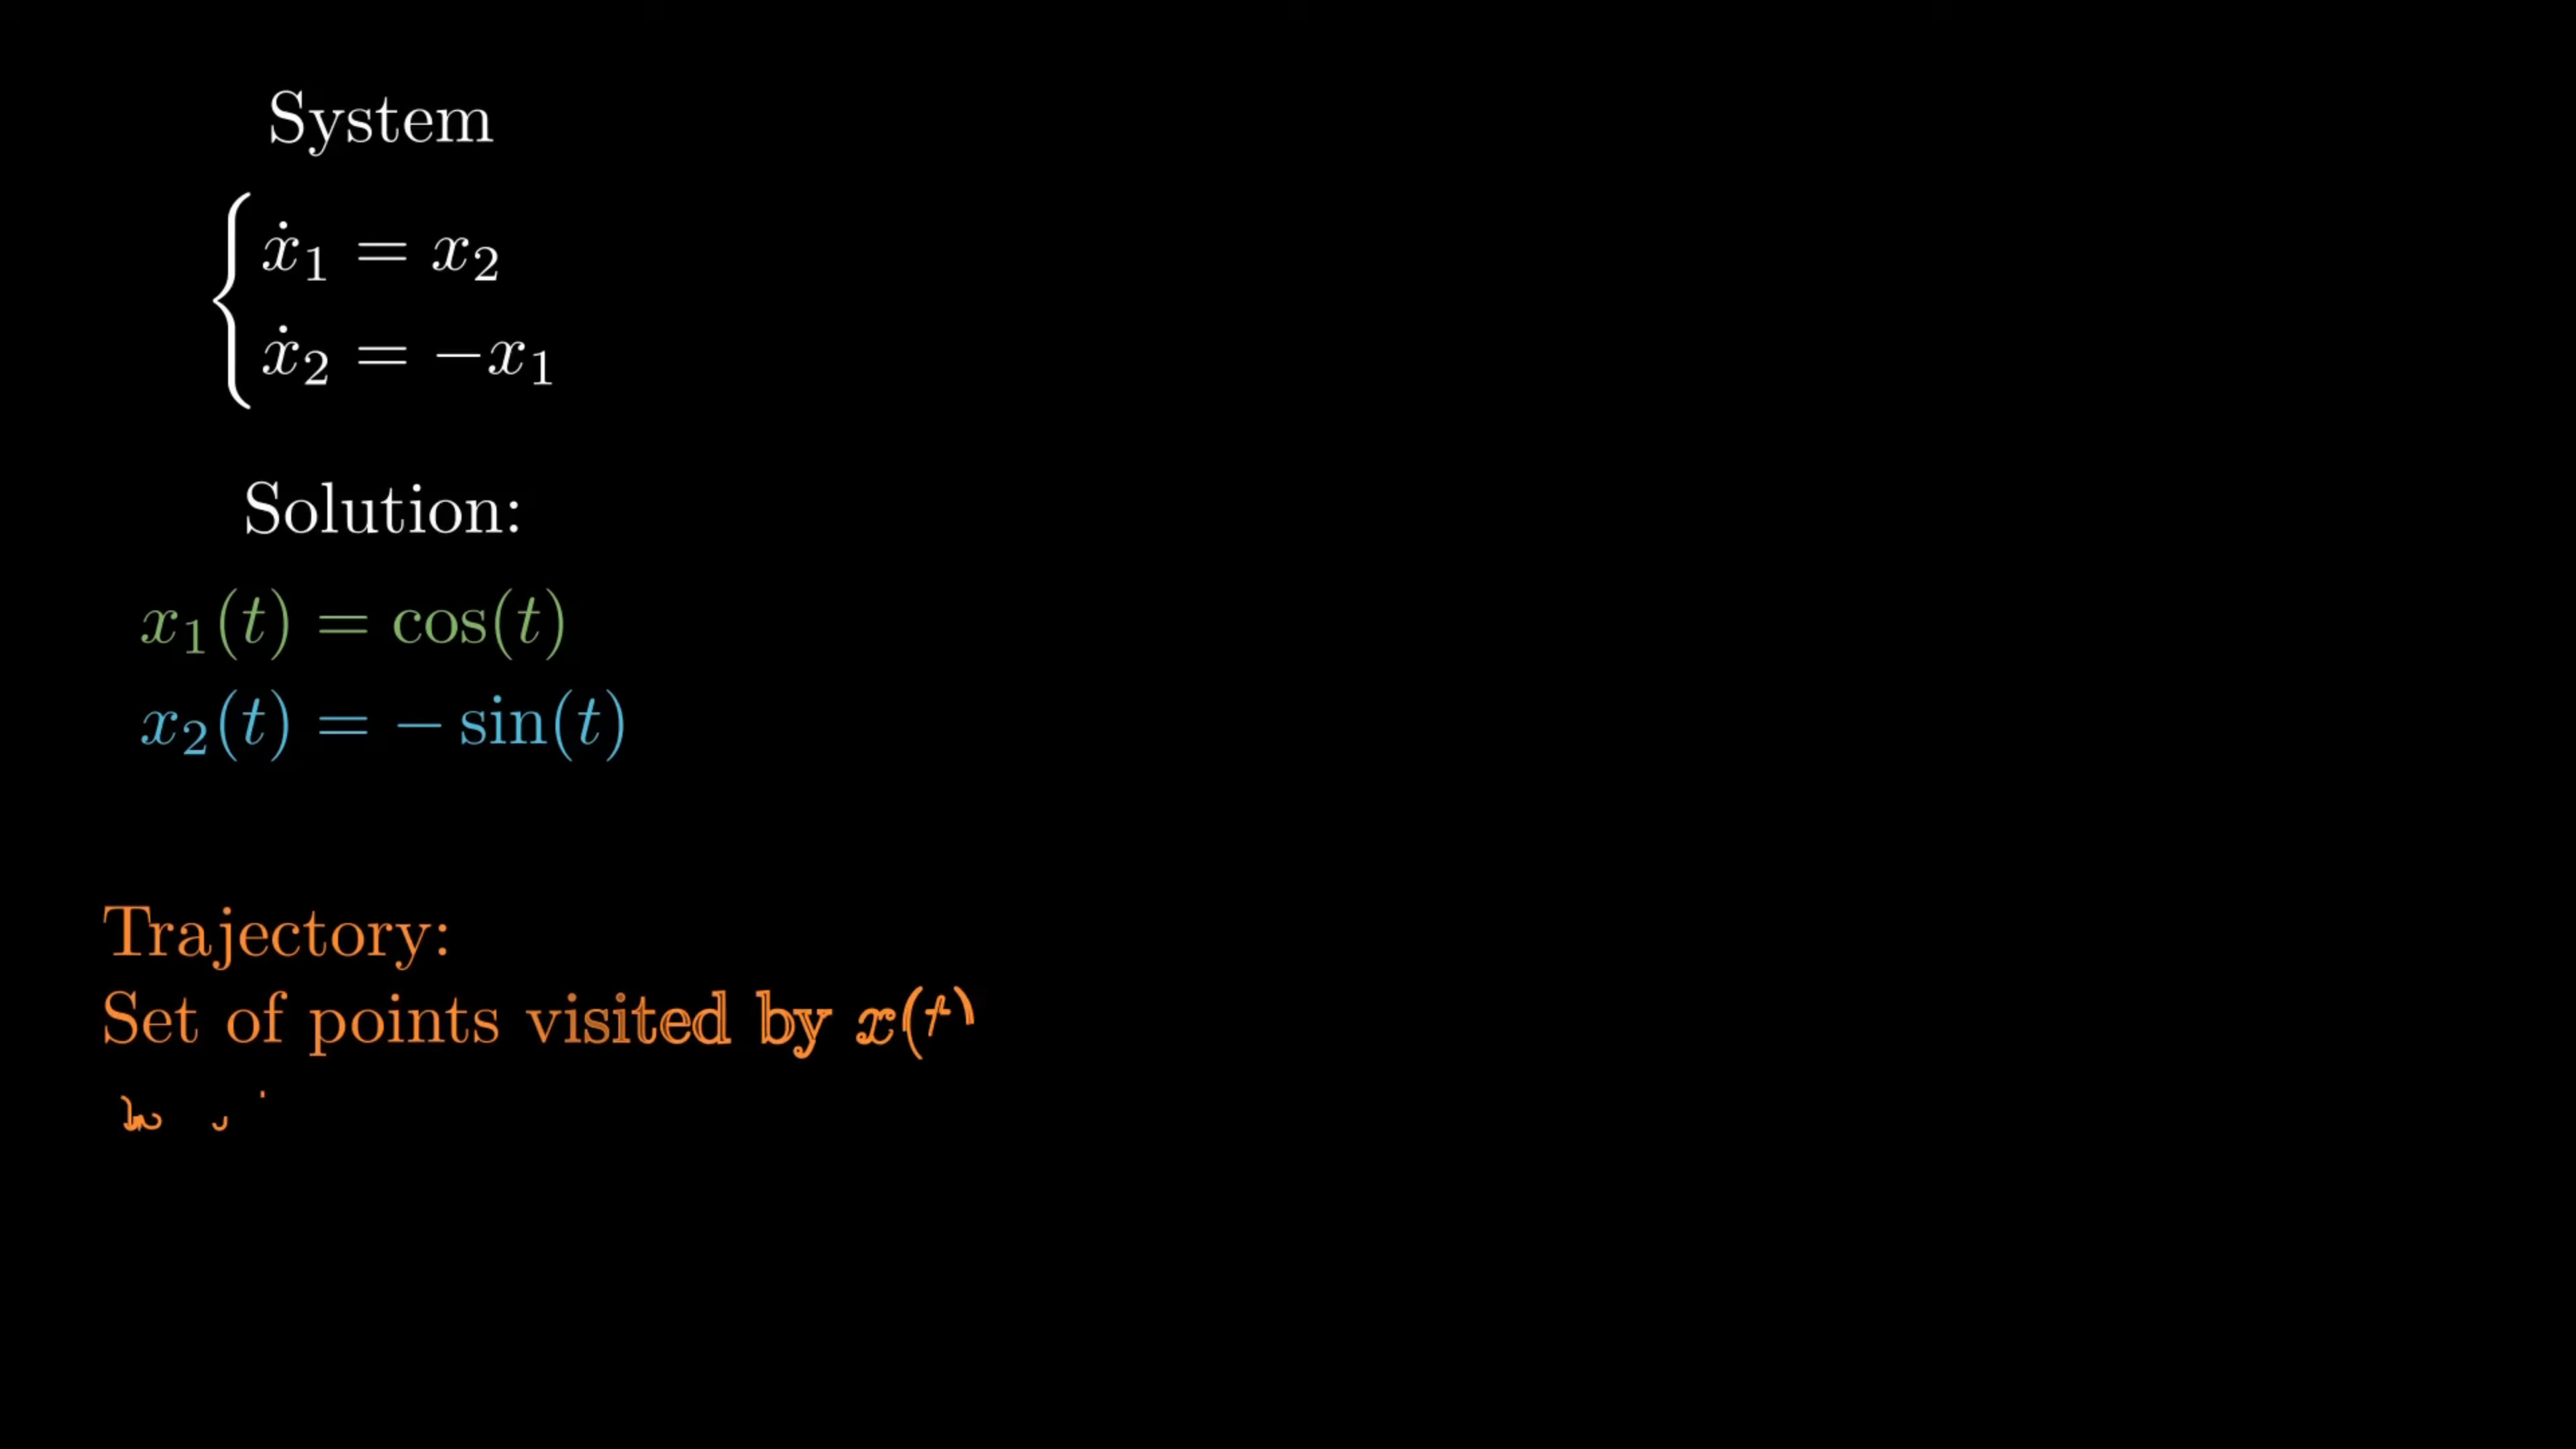 System
ẋ₁ = x₂
ẋ₂ = −x₁
Solution:
x₁(t) = cos(t)
x₂(t) = − sin(t)
Trajectory:
Set of points visited by x(t)